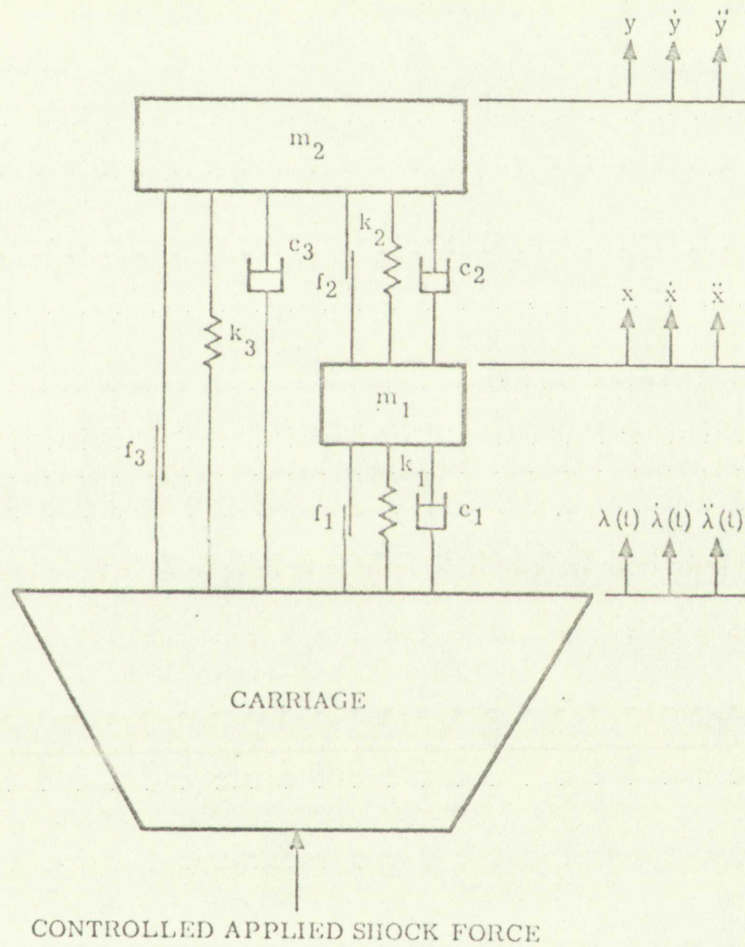 y ẏ ÿ
m₂
k₂
c₃
f₂
c₂
x ẋ ẍ
k₃
m₁
f₃
k₁
f₁
c₁
λ(t) λ̇(t) λ̈(t)
CARRIAGE
CONTROLLED APPLIED SHOCK FORCE